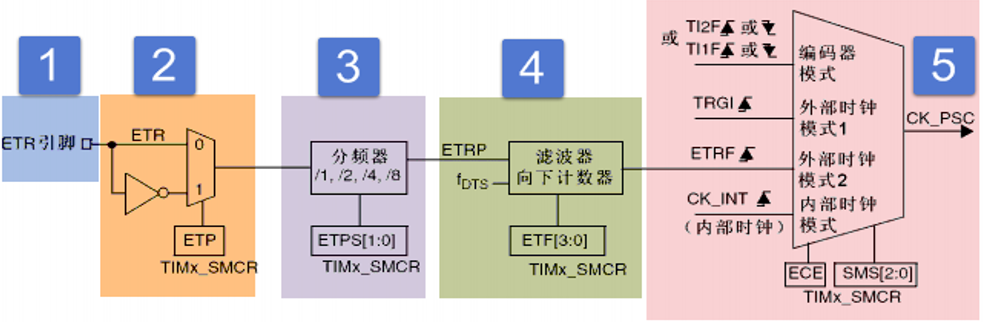 1
2
3
4
5
ETR引脚
ETR
0
1
ETP
TIMx_SMCR
分频器
/1, /2, /4, /8
ETPS[1:0]
TIMx_SMCR
ETRP
fDTS
滤波器
向下计数器
ETF[3:0]
TIMx_SMCR
或 TI2F 或
TI1F 或
编码器
模式
TRGI
外部时钟
模式1
ETRF
外部时钟
模式2
CK_INT
(内部时钟)
内部时钟
模式
CK_PSC
ECE
SMS[2:0]
TIMx_SMCR